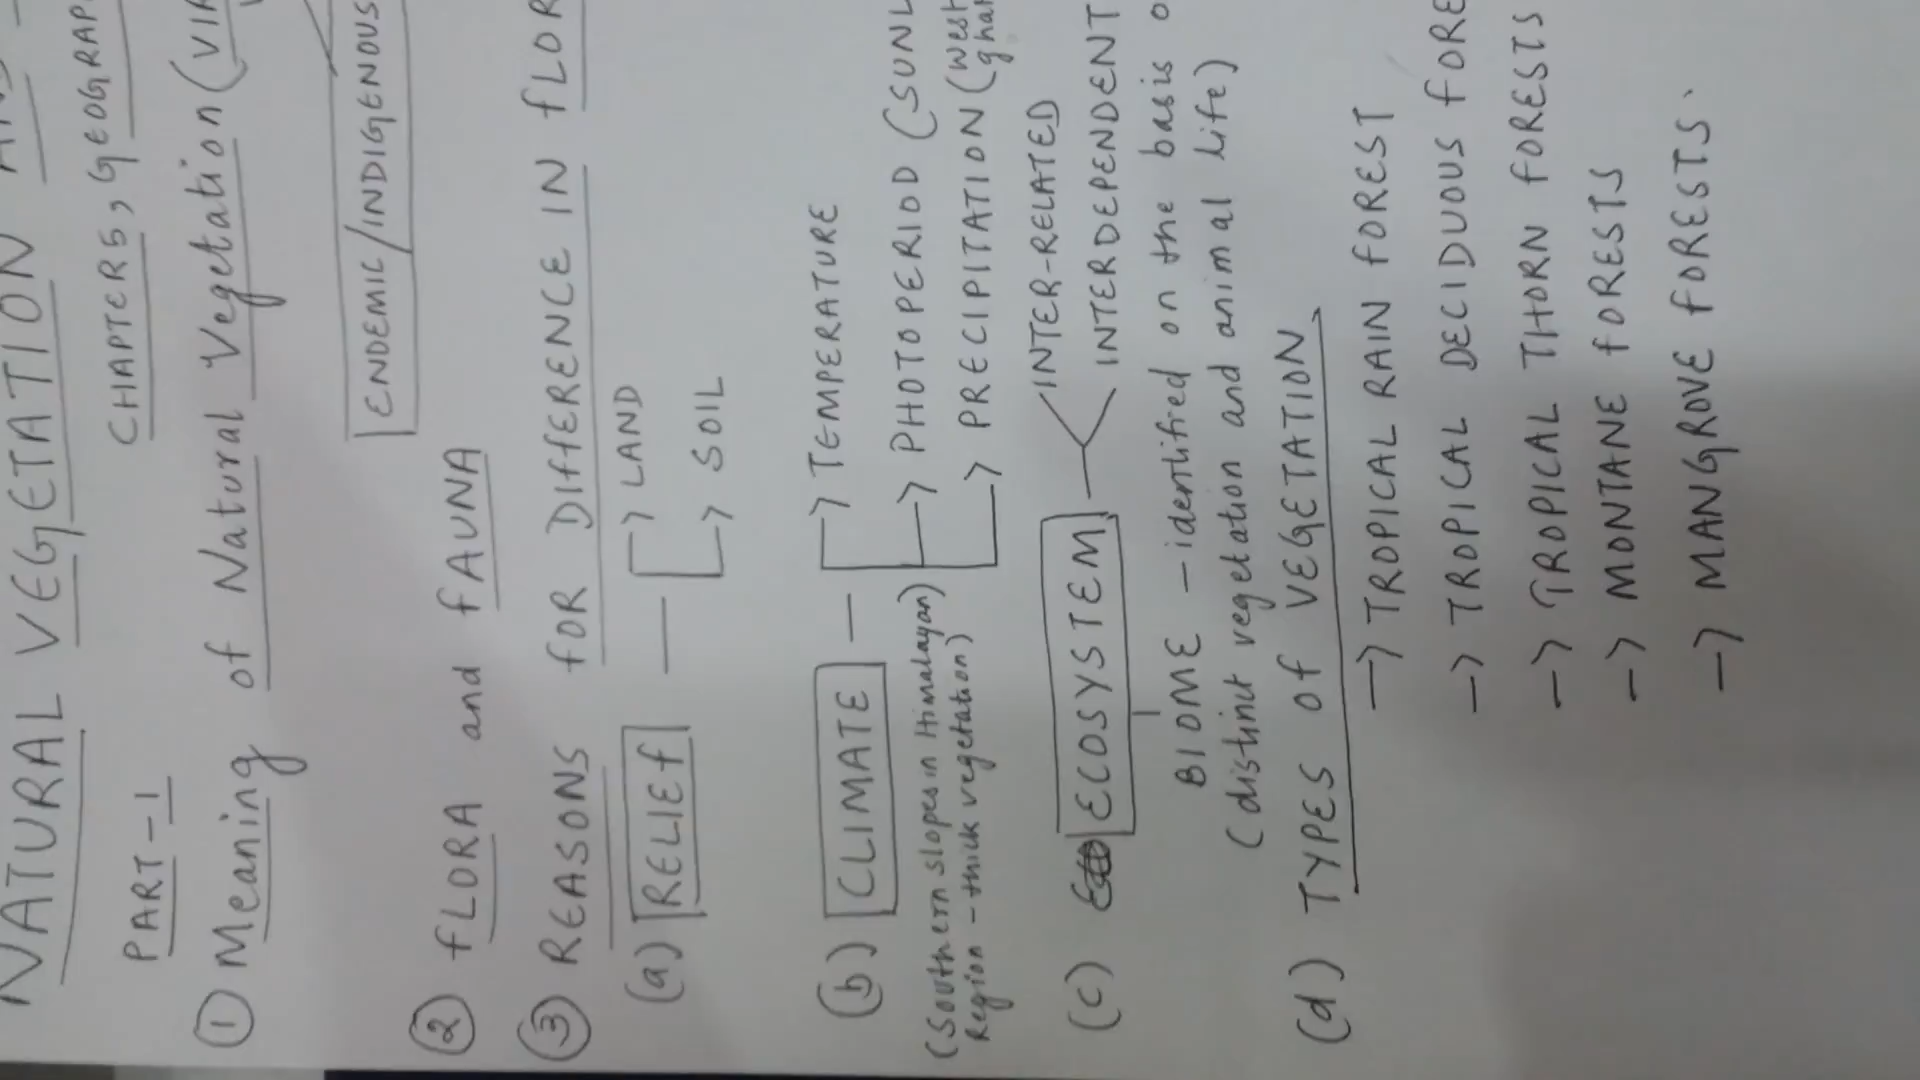 NATURAL VEGETATION
PART-1 CHAPTER5, GEOGRAP
① Meaning of Natural Vegetation (VIR
ENDEMIC/INDIGENOUS
② FLORA and FAUNA
③ REASONS FOR DIFFERENCE IN FLOR
(a) RELIEF — LAND
SOIL
(b) CLIMATE — TEMPERATURE
PHOTOPERIOD (SUNL
PRECIPITATION (West
ghat
(Southern slopes in Himalayan)
Region - thick vegetation)
(c) ECOSYSTEM — INTER-RELATED
INTERDEPENDENT
BIOME - identified on the basis o
(distinct vegetation and animal life)
(d) TYPES OF VEGETATION
→ TROPICAL RAIN FOREST
→ TROPICAL DECIDUOUS FORE
→ TROPICAL THORN FORESTS
→ MONTANE FORESTS
→ MANGROVE FORESTS.